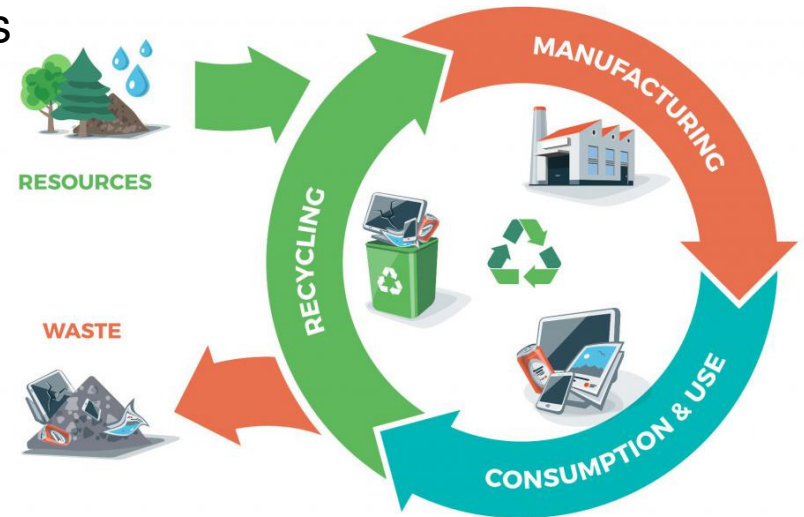 s
RESOURCES
MANUFACTURING
RECYCLING
WASTE
CONSUMPTION & USE